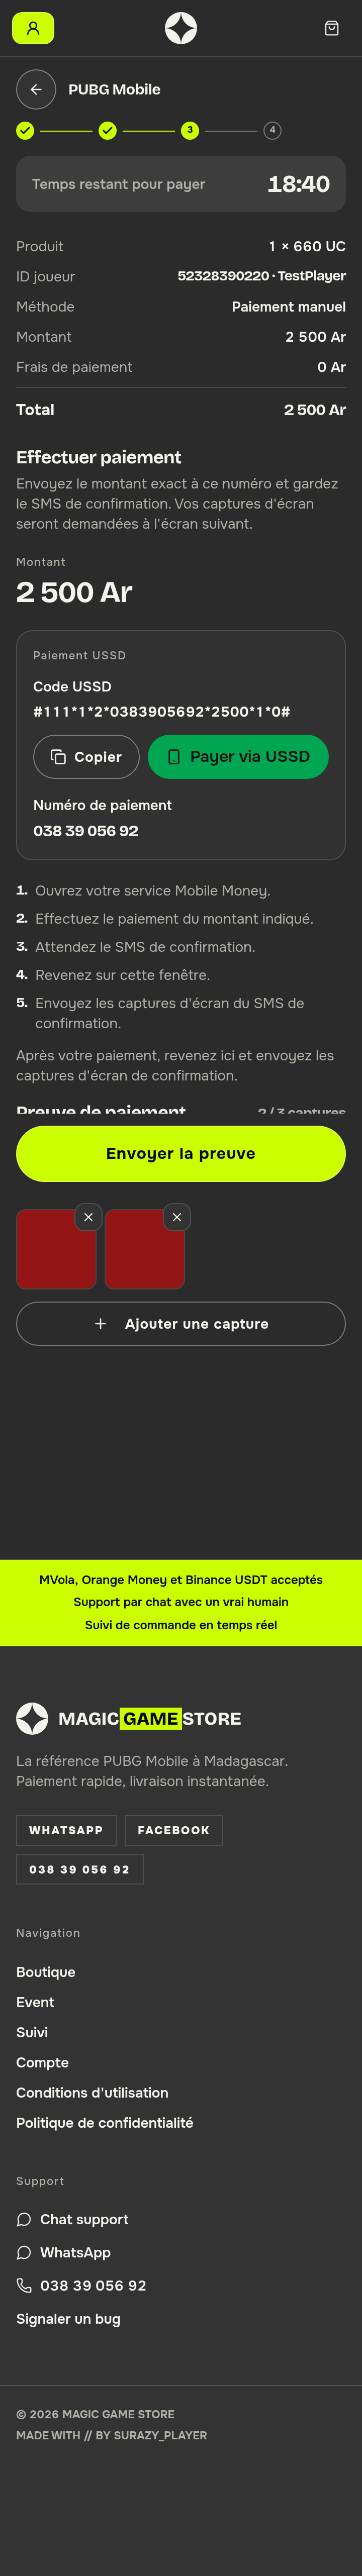 PUBG Mobile
3
4
Temps restant pour payer 18:40
Produit 1 × 660 UC
ID joueur 52328390220 · TestPlayer
Méthode Paiement manuel
Montant 2 500 Ar
Frais de paiement 0 Ar
Total 2 500 Ar
Effectuer paiement
Envoyez le montant exact à ce numéro et gardez
le SMS de confirmation. Vos captures d'écran
seront demandées à l'écran suivant.
Montant
2 500 Ar
Paiement USSD
Code USSD
#111*1*2*0383905692*2500*1*0#
Copier Payer via USSD
Numéro de paiement
038 39 056 92
1. Ouvrez votre service Mobile Money.
2. Effectuez le paiement du montant indiqué.
3. Attendez le SMS de confirmation.
4. Revenez sur cette fenêtre.
5. Envoyez les captures d'écran du SMS de
confirmation.
Après votre paiement, revenez ici et envoyez les
captures d'écran de confirmation.
Preuve de paiement 2 / 3 captures
Envoyer la preuve
Ajouter une capture
MVola, Orange Money et Binance USDT acceptés
Support par chat avec un vrai humain
Suivi de commande en temps réel
MAGIC GAME STORE
La référence PUBG Mobile à Madagascar.
Paiement rapide, livraison instantanée.
WHATSAPP FACEBOOK
038 39 056 92
Navigation
Boutique
Event
Suivi
Compte
Conditions d'utilisation
Politique de confidentialité
Support
Chat support
WhatsApp
038 39 056 92
Signaler un bug
© 2026 MAGIC GAME STORE
MADE WITH // BY SURAZY_PLAYER